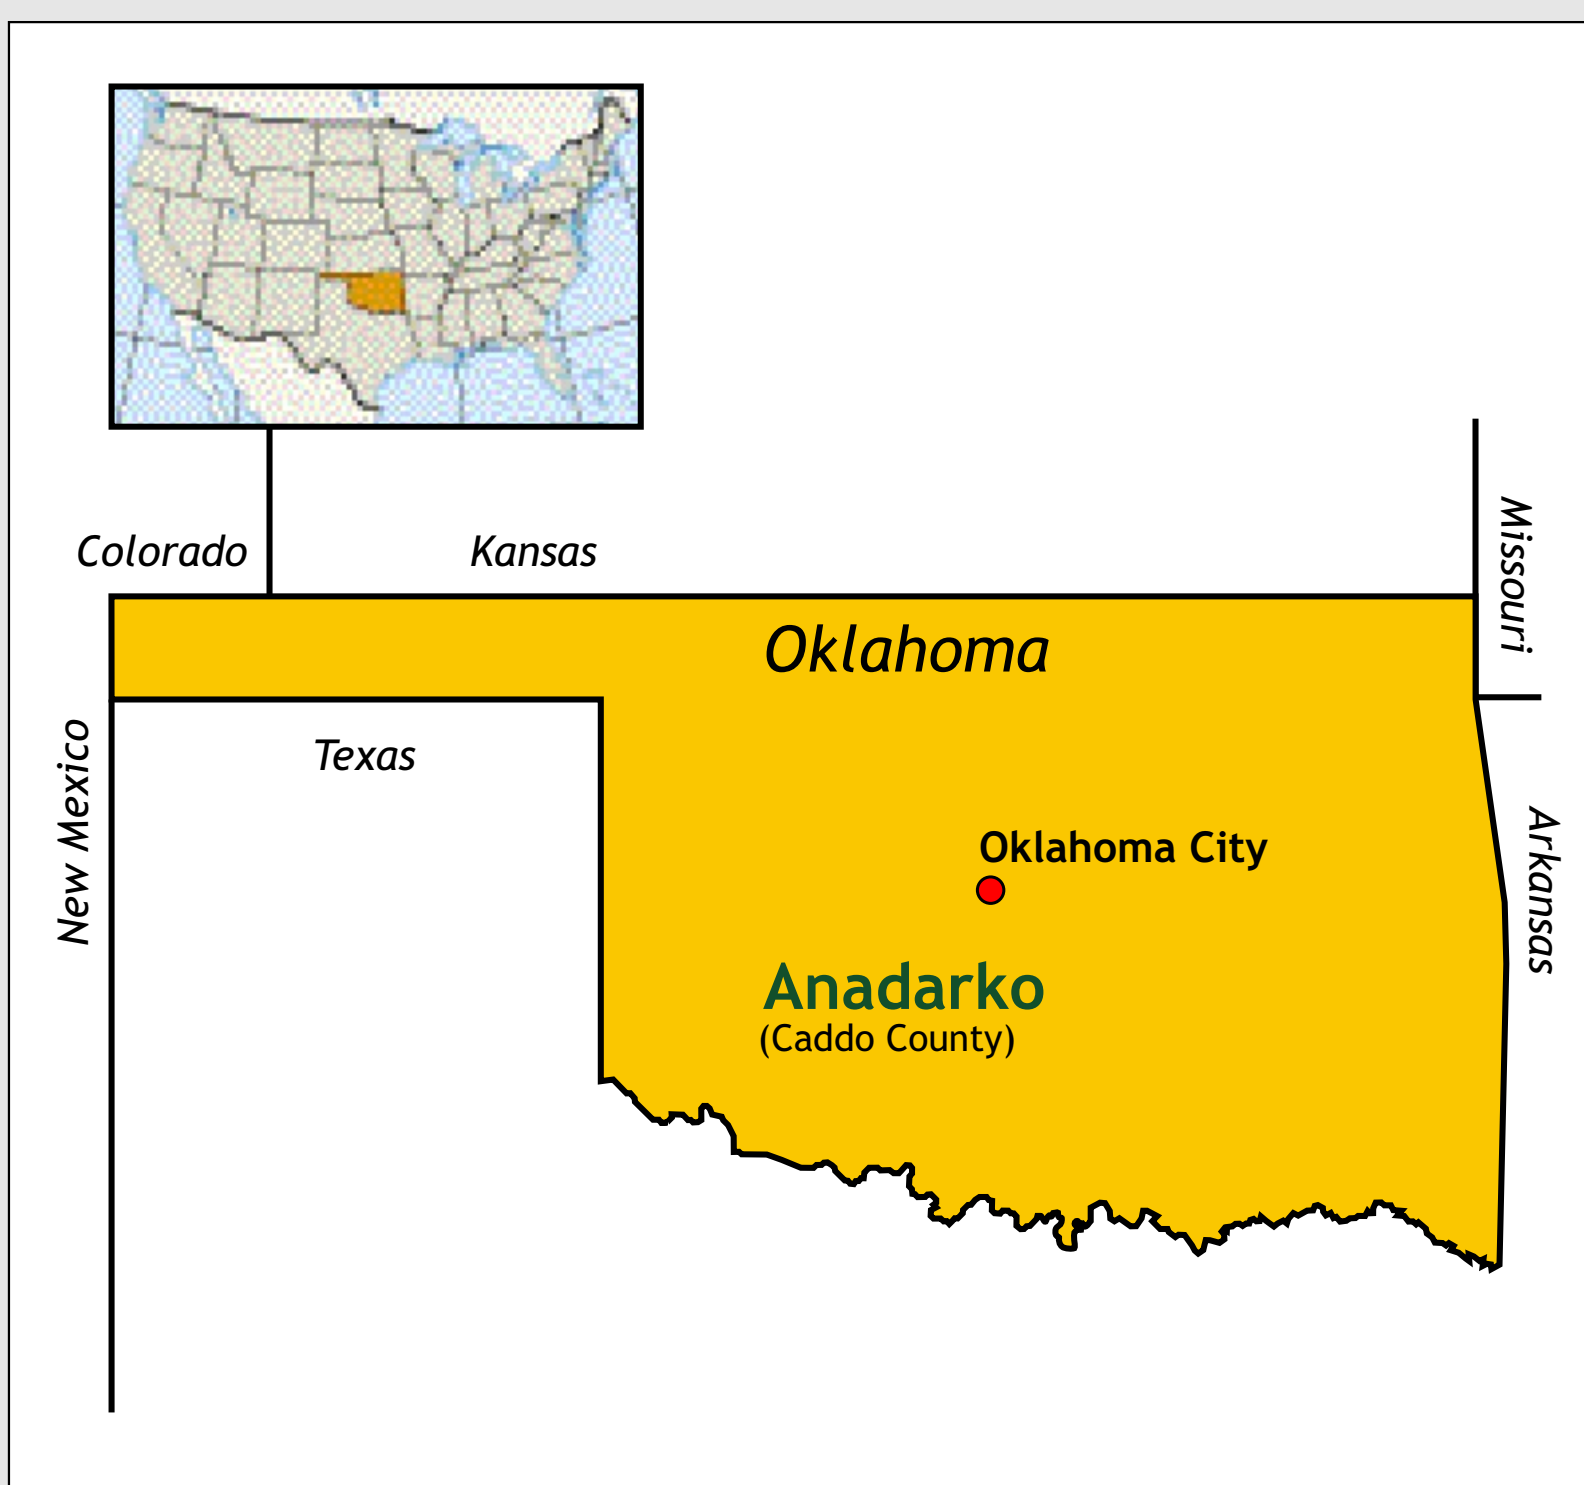 Colorado
Kansas
Missouri
Oklahoma
New Mexico
Texas
Oklahoma City
Arkansas
Anadarko
(Caddo County)